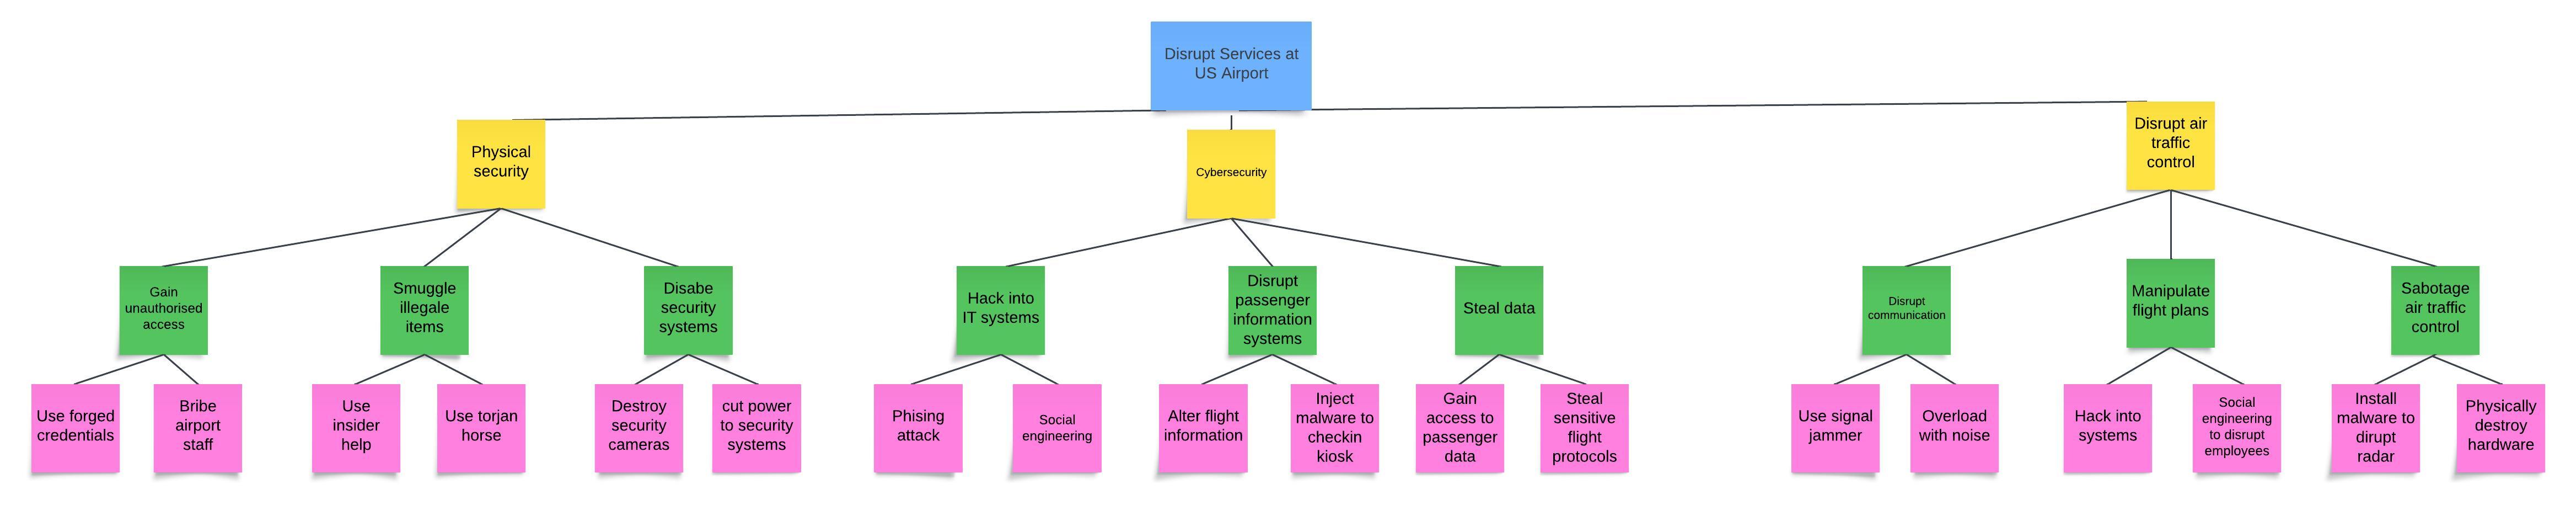 Disrupt Services at
US Airport
Physical
security
Cybersecurity
Disrupt air
traffic
control
Gain
unauthorised
access
Smuggle
illegale
items
Disabe
security
systems
Hack into
IT systems
Disrupt
passenger
information
systems
Steal data
Disrupt
communication
Manipulate
flight plans
Sabotage
air traffic
control
Use forged
credentials
Bribe
airport
staff
Use
insider
help
Use torjan
horse
Destroy
security
cameras
cut power
to security
systems
Phising
attack
Social
engineering
Alter flight
information
Inject
malware to
checkin
kiosk
Gain
access to
passenger
data
Steal
sensitive
flight
protocols
Use signal
jammer
Overload
with noise
Hack into
systems
Social
engineering
to disrupt
employees
Install
malware to
dirupt
radar
Physically
destroy
hardware